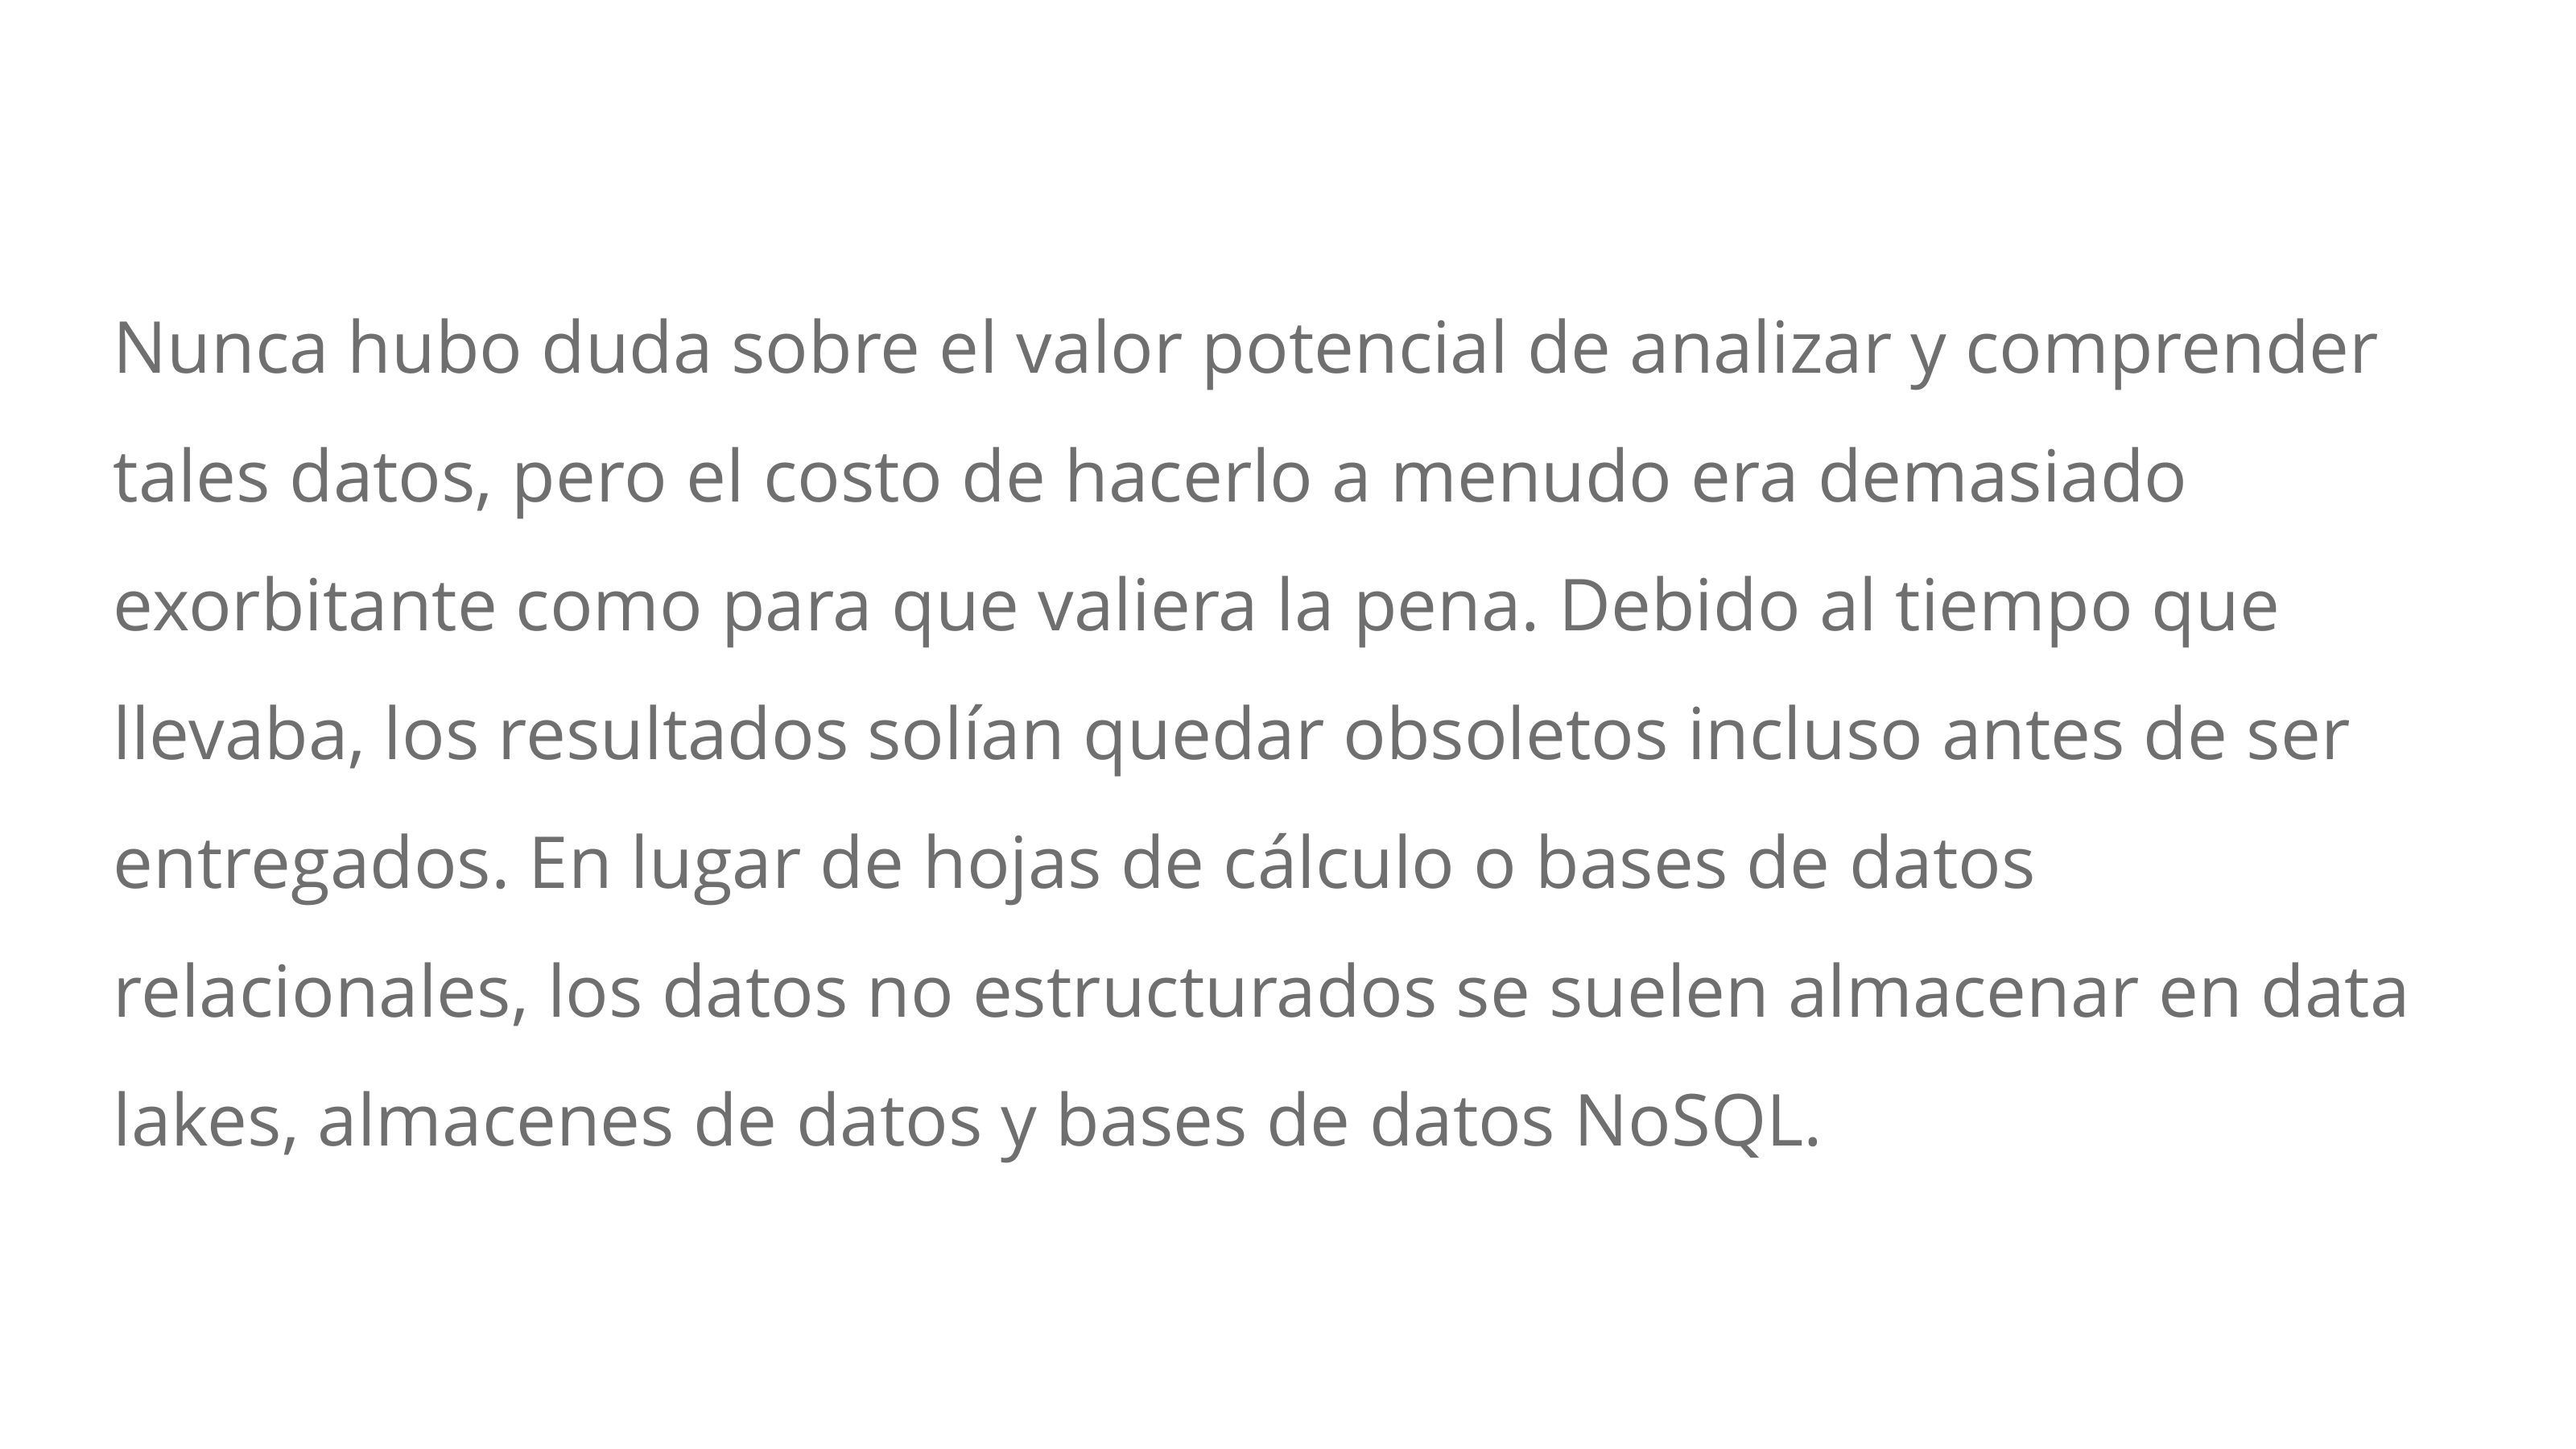 Nunca hubo duda sobre el valor potencial de analizar y comprender
tales datos, pero el costo de hacerlo a menudo era demasiado
exorbitante como para que valiera la pena. Debido al tiempo que
llevaba, los resultados solían quedar obsoletos incluso antes de ser
entregados. En lugar de hojas de cálculo o bases de datos
relacionales, los datos no estructurados se suelen almacenar en data
lakes, almacenes de datos y bases de datos NoSQL.